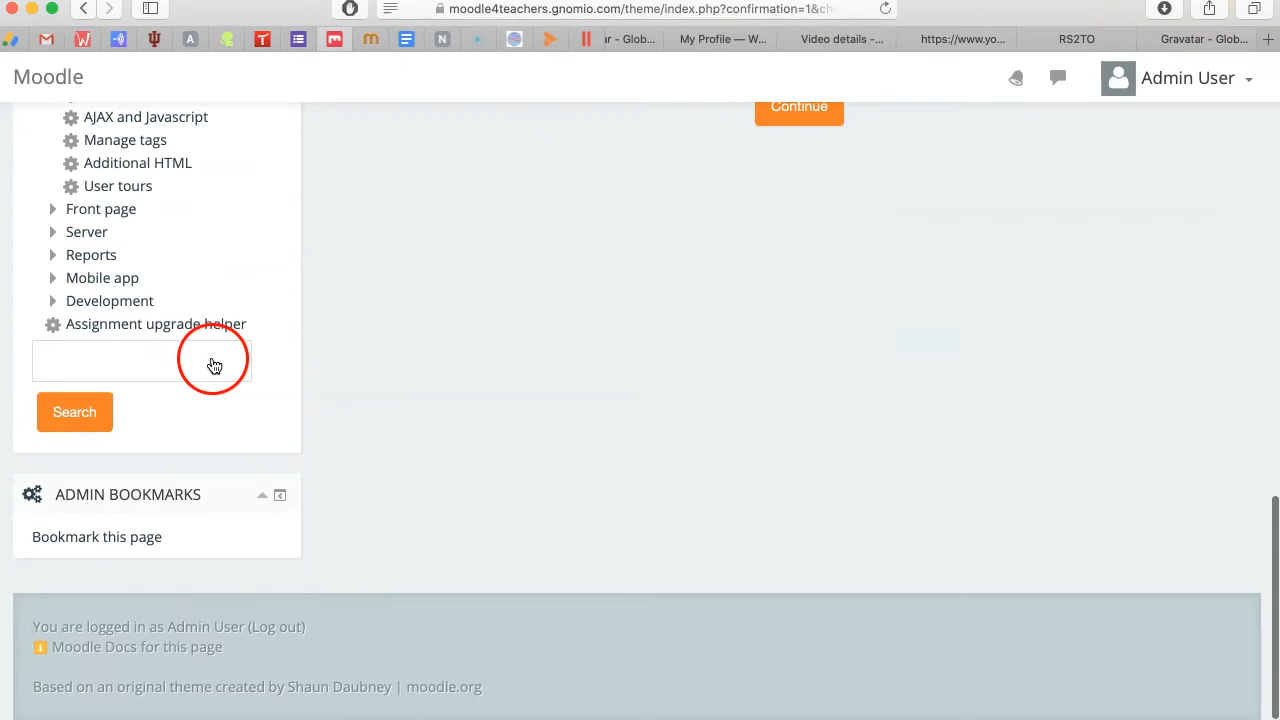 moodle4teachers.gnomio.com/theme/index.php?confirmation=1&ch
ar - Glob... My Profile — W... Video details -... https://www.yo... RS2TO Gravatar - Glob...
Moodle
Admin User
Continue
AJAX and Javascript
Manage tags
Additional HTML
User tours
Front page
Server
Reports
Mobile app
Development
Assignment upgrade helper
Search
ADMIN BOOKMARKS
Bookmark this page
You are logged in as Admin User (Log out)
Moodle Docs for this page
Based on an original theme created by Shaun Daubney | moodle.org